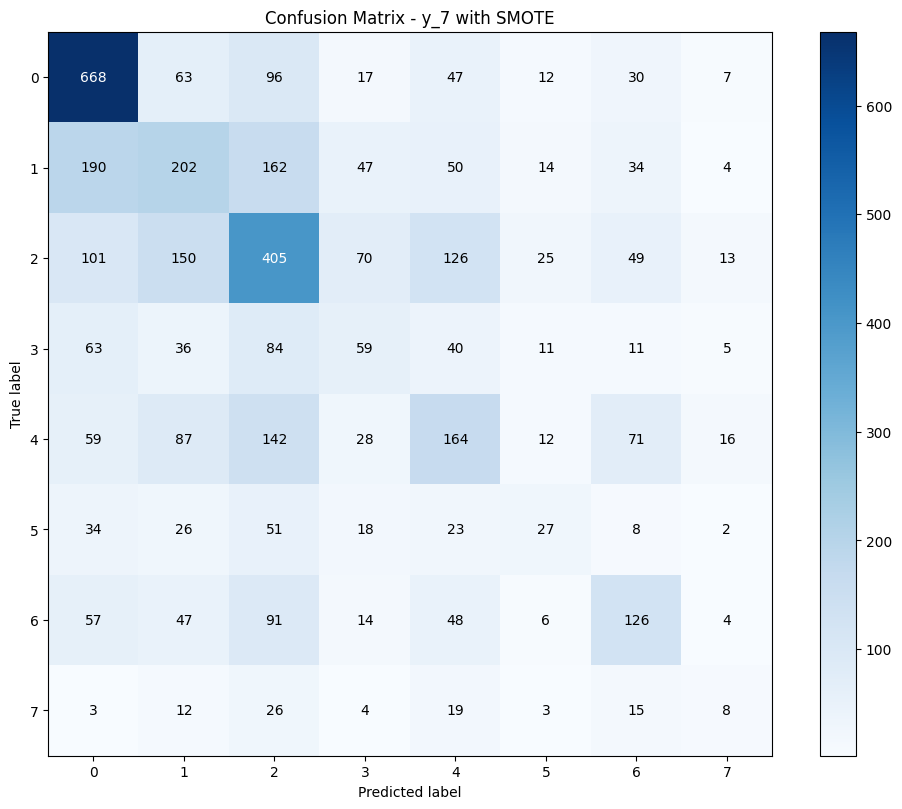 Confusion Matrix - y_7 with SMOTE
0 668 63 96 17 47 12 30 7
1 190 202 162 47 50 14 34 4
2 101 150 405 70 126 25 49 13
3 63 36 84 59 40 11 11 5
4 59 87 142 28 164 12 71 16
5 34 26 51 18 23 27 8 2
6 57 47 91 14 48 6 126 4
7 3 12 26 4 19 3 15 8
0 1 2 3 4 5 6 7
Predicted label
True label
600
500
400
300
200
100